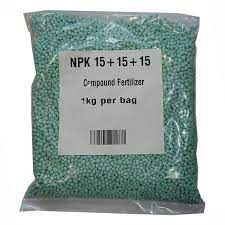 NPK 15+15+15
Compound Fertilizer
1kg per bag